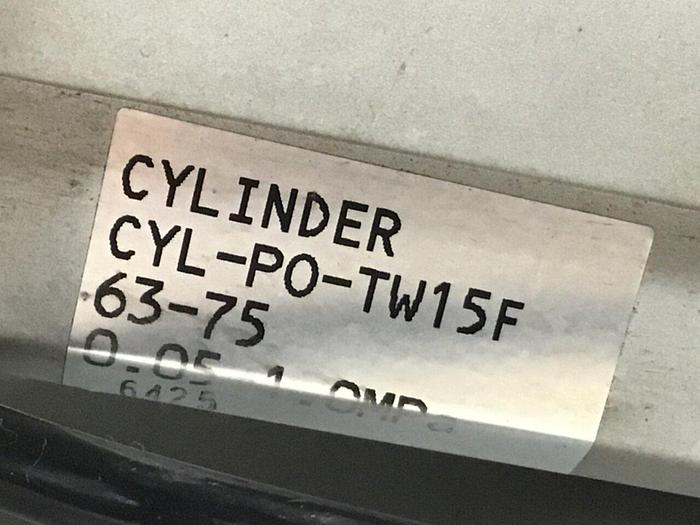 CYLINDER
CYL-PO-TW15F
63-75
0.05 1.0MPa
6425